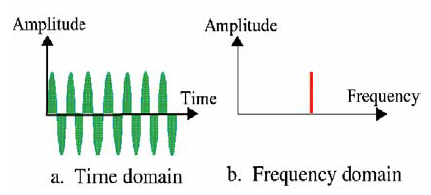 Amplitude
Amplitude
Time
Frequency
a. Time domain
b. Frequency domain